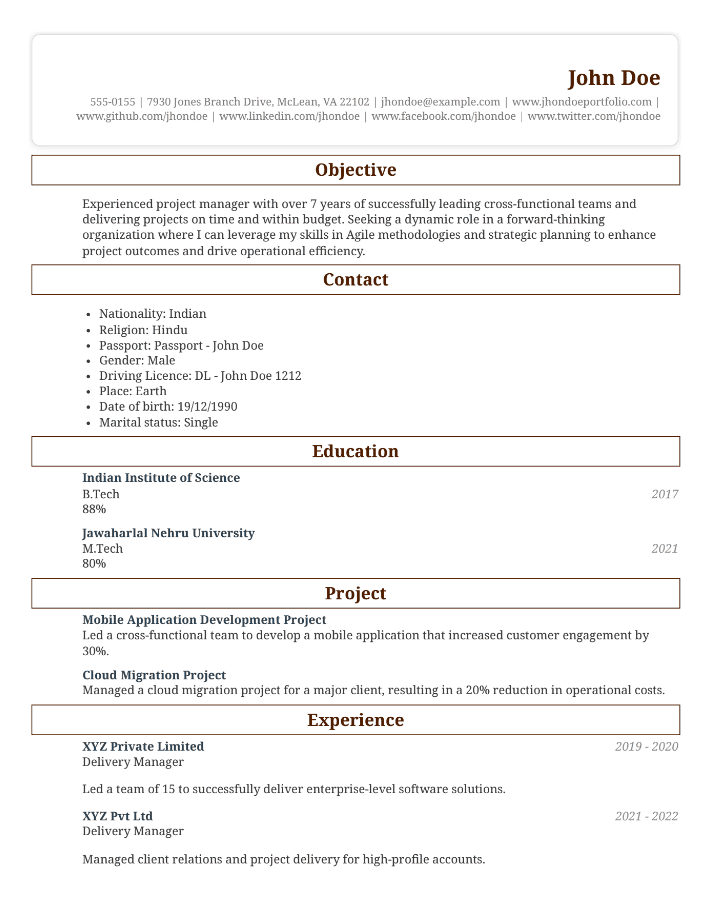 John Doe
555-0155 | 7930 Jones Branch Drive, McLean, VA 22102 | jhondoe@example.com | www.jhondoeportfolio.com |
www.github.com/jhondoe | www.linkedin.com/jhondoe | www.facebook.com/jhondoe | www.twitter.com/jhondoe
Objective
Experienced project manager with over 7 years of successfully leading cross-functional teams and
delivering projects on time and within budget. Seeking a dynamic role in a forward-thinking
organization where I can leverage my skills in Agile methodologies and strategic planning to enhance
project outcomes and drive operational efficiency.
Contact
• Nationality: Indian
• Religion: Hindu
• Passport: Passport - John Doe
• Gender: Male
• Driving Licence: DL - John Doe 1212
• Place: Earth
• Date of birth: 19/12/1990
• Marital status: Single
Education
Indian Institute of Science
B.Tech 2017
88%
Jawaharlal Nehru University
M.Tech 2021
80%
Project
Mobile Application Development Project
Led a cross-functional team to develop a mobile application that increased customer engagement by
30%.
Cloud Migration Project
Managed a cloud migration project for a major client, resulting in a 20% reduction in operational costs.
Experience
XYZ Private Limited 2019 - 2020
Delivery Manager
Led a team of 15 to successfully deliver enterprise-level software solutions.
XYZ Pvt Ltd 2021 - 2022
Delivery Manager
Managed client relations and project delivery for high-profile accounts.